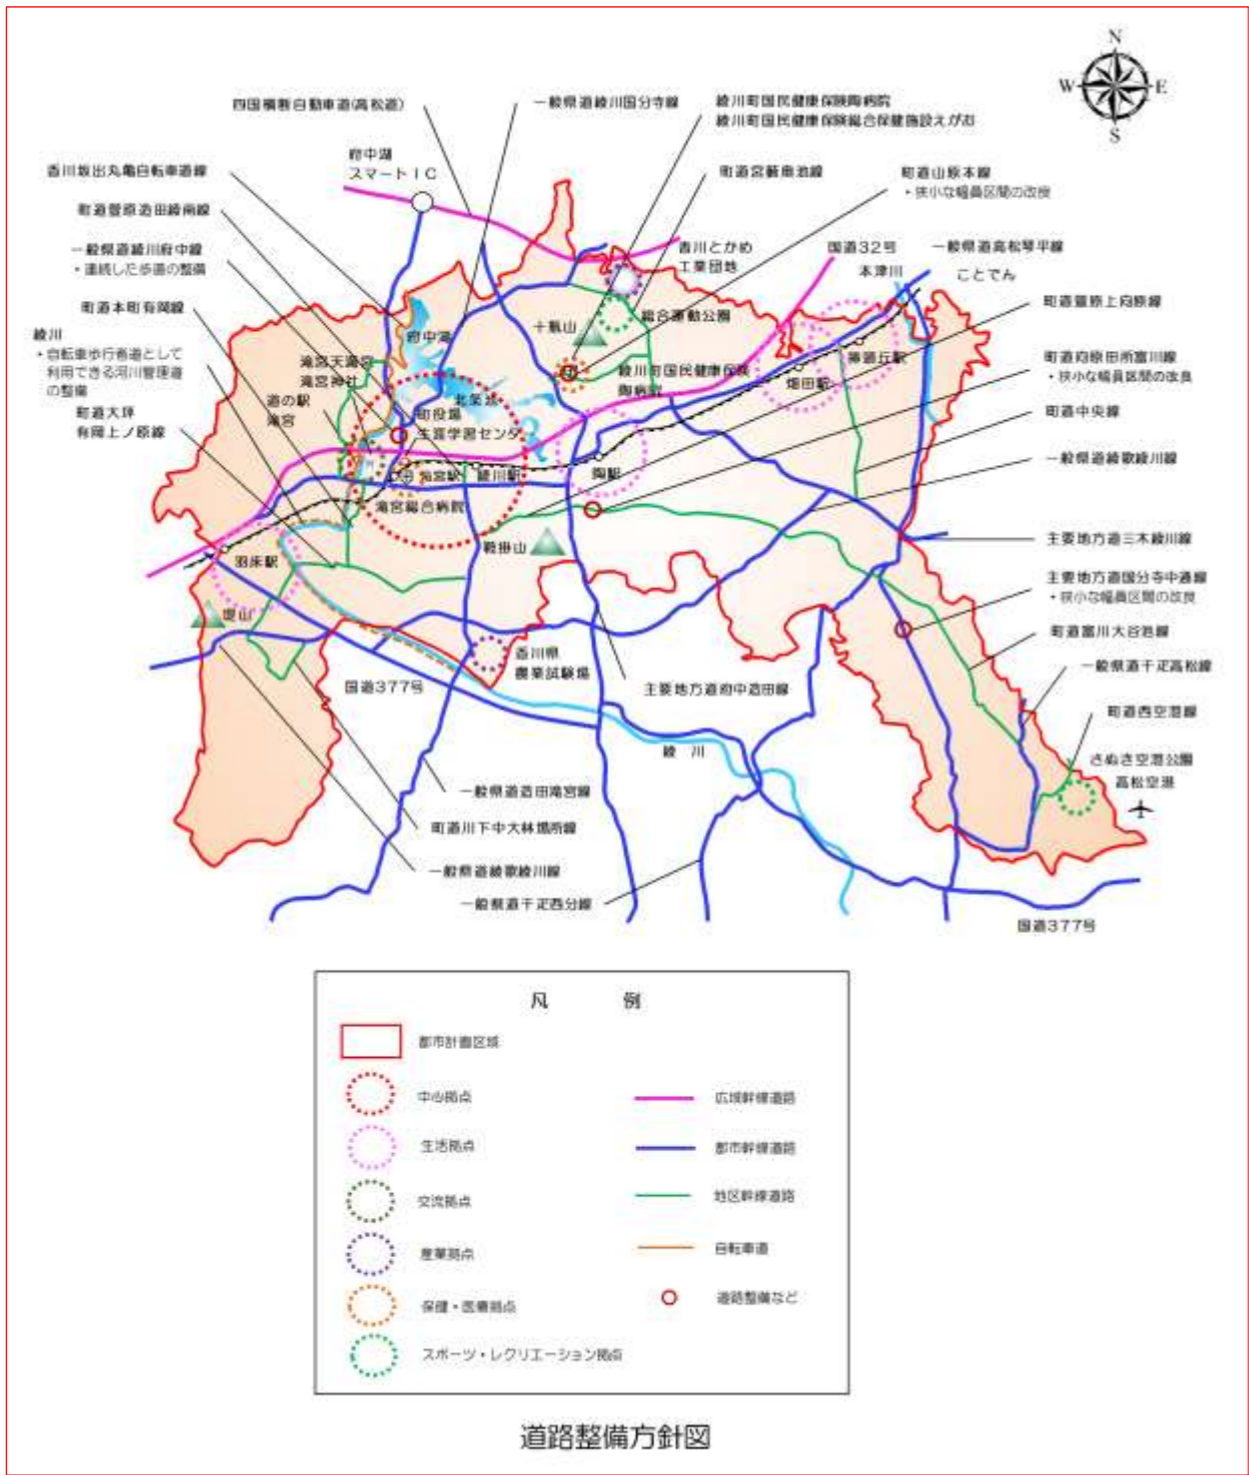 N
W
E
S
四国横断自動車道(高松道)
一般県道綾川国分寺線
綾川町国民健康保険陶病院
綾川町国民健康保険総合保健施設えがお
府中湖
スマートIC
香川坂出丸亀自転車道線
町道宮藪奥池線
町道山原本線
・狭小な幅員区間の改良
町道菅原造田綾南線
一般県道綾川府中線
・連続した歩道の整備
香川とかめ
工業団地
国道32号
本津川
一般県道高松琴平線
ことでん
町道本町有岡線
町道萱原上向原線
綾川
・自転車歩行者道として
利用できる河川管理道
の整備
府中湖
十瓶山
総合運動公園
挿頭丘駅
畑田駅
町道府原田所富川線
・狭小な幅員区間の改良
滝宮天満宮
滝宮神社
綾川町国民健康保険
陶病院
道の駅
滝宮
北条池
町役場
生涯学習センター
町道中央線
町道大坪
有岡上ノ原線
滝宮駅
綾川駅
陶駅
一般県道綾歌綾川線
滝宮総合病院
鞍掛山
主要地方道三木綾川線
羽床駅
主要地方道国分寺中通線
・狭小な幅員区間の改良
堤山
町道富川大谷池線
香川県
農業試験場
一般県道千疋高松線
国道377号
主要地方道府中造田線
町道西空港線
綾川
さぬき空港公園
高松空港
一般県道造田滝宮線
町道川下中大林場所線
一般県道綾歌綾川線
一般県道千疋西分線
国道377号
凡例
都市計画区域
中心拠点
広域幹線道路
生活拠点
都市幹線道路
交流拠点
地区幹線道路
産業拠点
自転車道
保健・医療拠点
道路整備など
スポーツ・レクリエーション拠点
道路整備方針図